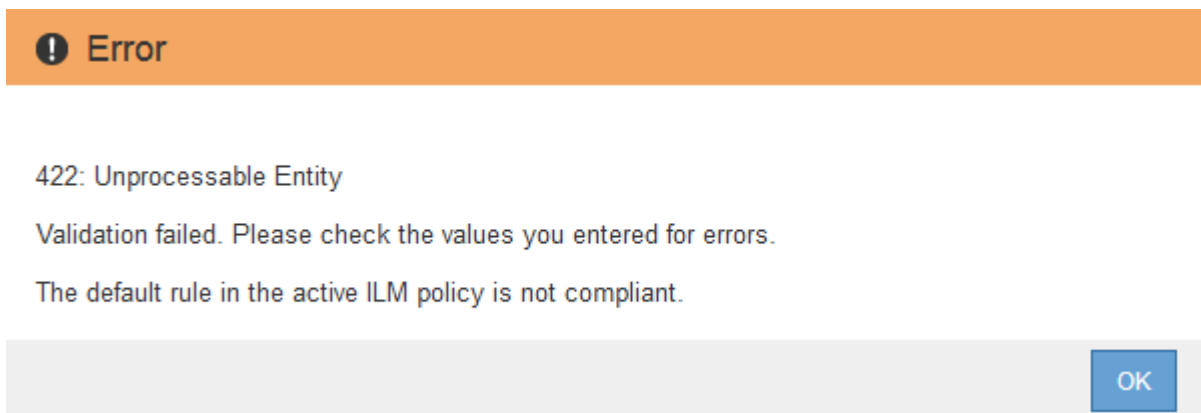 Error
422: Unprocessable Entity
Validation failed. Please check the values you entered for errors.
The default rule in the active ILM policy is not compliant.
OK